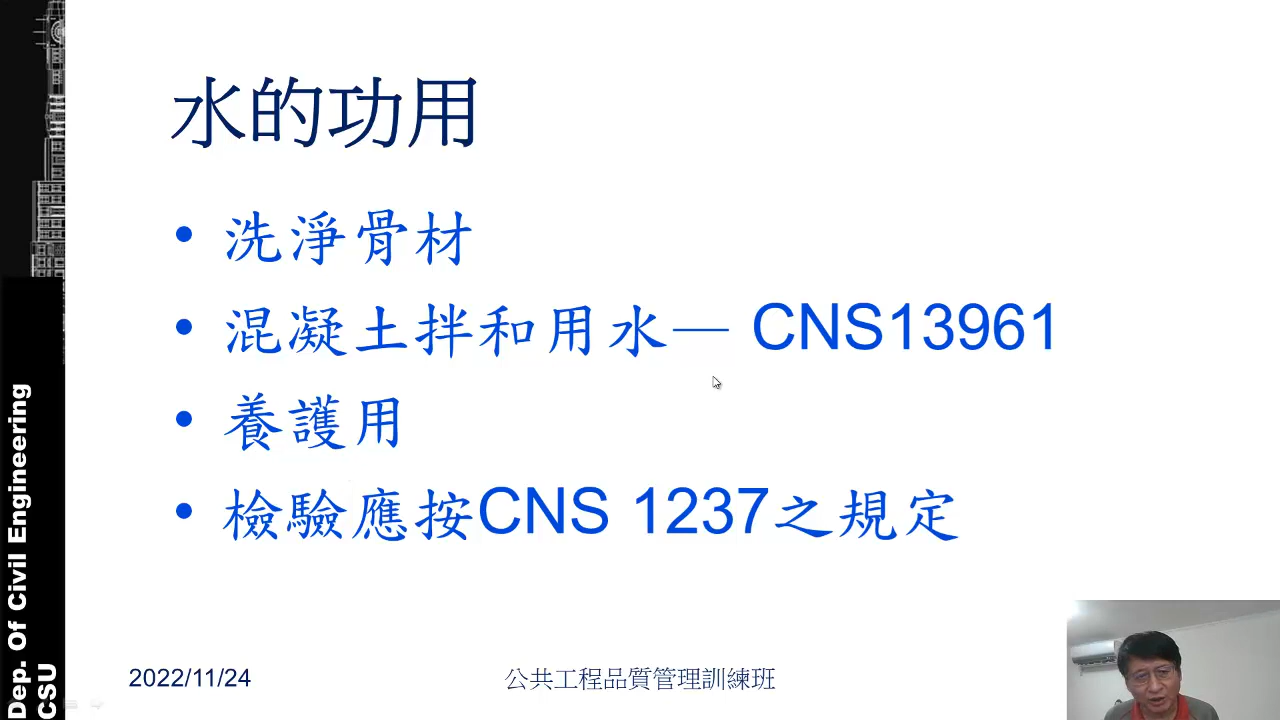 水的功用
• 洗淨骨材
• 混凝土拌和用水— CNS13961
• 養護用
• 檢驗應按CNS 1237之規定
2022/11/24
公共工程品質管理訓練班
Dep. Of Civil Engineering
CSU